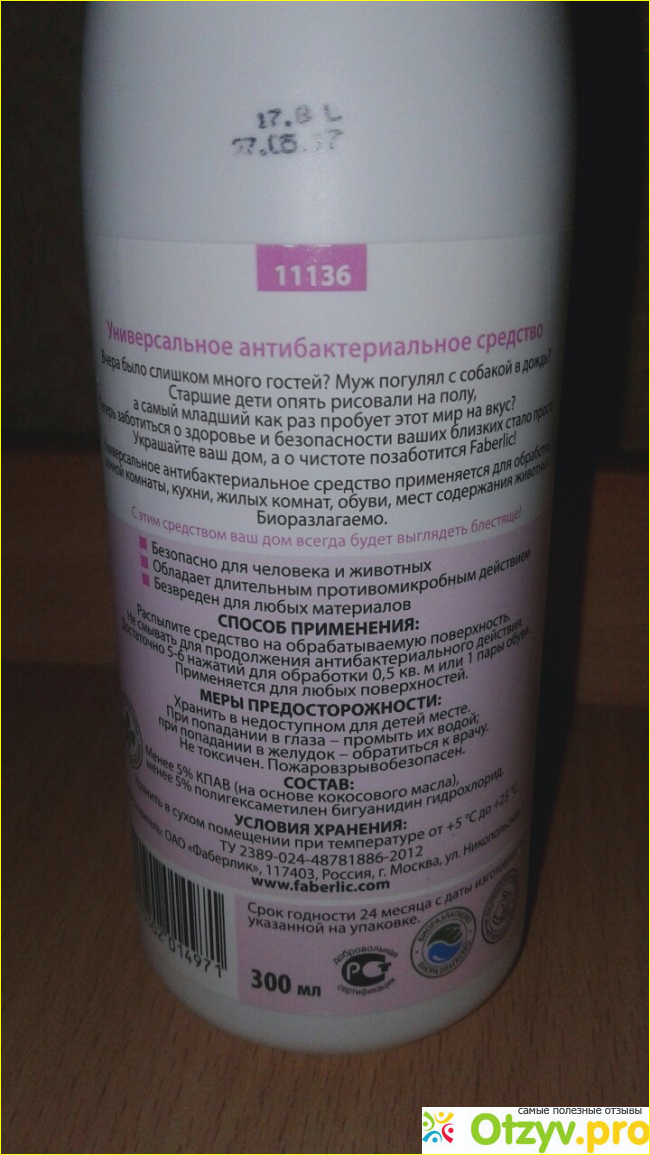 11136
Универсальное антибактериальное средство
Вчера было слишком много гостей? Муж погулял с собакой в дождь?
Старшие дети опять рисовали на полу,
а самый младший как раз пробует этот мир на вкус?
Теперь заботиться о здоровье и безопасности ваших близких стало просто
Украшайте ваш дом, а о чистоте позаботится Faberlic!
Универсальное антибактериальное средство применяется для обработки
комнаты, кухни, жилых комнат, обуви, мест содержания животных
Биоразлагаемо.
С этим средством ваш дом всегда будет выглядеть блестяще!
Безопасно для человека и животных
Обладает длительным противомикробным действием
Безвреден для любых материалов
СПОСОБ ПРИМЕНЕНИЯ:
Распылите средство на обрабатываемую поверхность.
Не смывать для продолжения антибактериального действия.
Достаточно 5-6 нажатий для обработки 0,5 кв. м или 1 пары обуви.
Применяется для любых поверхностей.
МЕРЫ ПРЕДОСТОРОЖНОСТИ:
Хранить в недоступном для детей месте.
При попадании в глаза – промыть их водой;
при попадании в желудок – обратиться к врачу.
Не токсичен. Пожаровзрывобезопасен.
СОСТАВ:
Менее 5% КПАВ (на основе кокосового масла),
менее 5% полигексаметилен бигуанидин гидрохлорид
УСЛОВИЯ ХРАНЕНИЯ:
Хранить в сухом помещении при температуре от +5 °С до +25 °С
ТУ 2389-024-48781886-2012
ОАО «Фаберлик», 117403, Россия, г. Москва, ул. Никопольская
www.faberlic.com
Срок годности 24 месяца с даты изготовления
указанной на упаковке.
300 мл
добровольная
РСТ
сертификация
БИОРАЗЛАГАЕМО
014971
самые полезные отзывы
Otzyv.pro